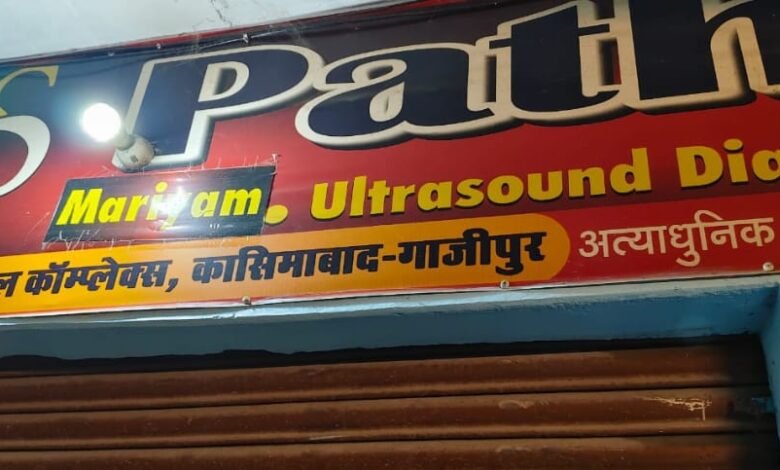 S Path
Mariyam. Ultrasound Dia
ल कॉम्प्लेक्स, कासिमाबाद-गाजीपुर अत्याधुनिक